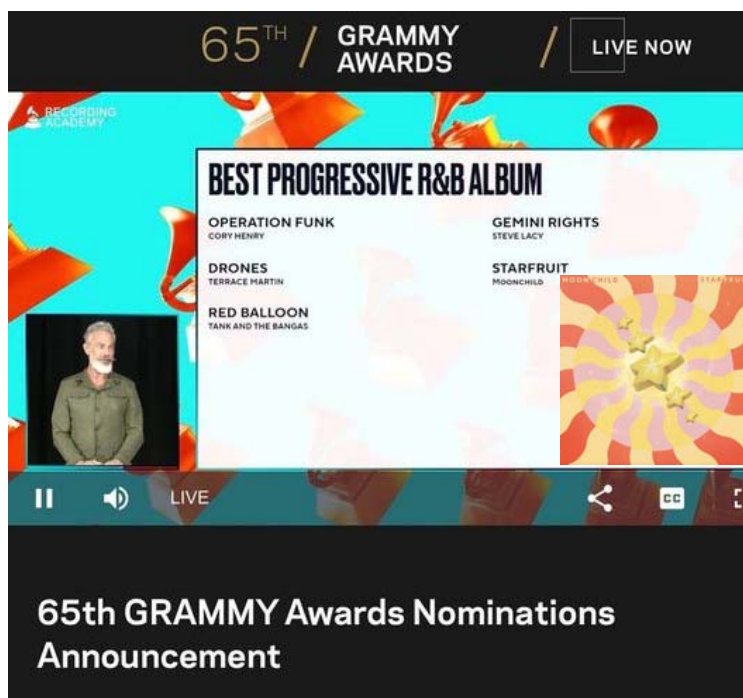 65TH / GRAMMY AWARDS / LIVE NOW
RECORDING
ACADEMY
BEST PROGRESSIVE R&B ALBUM
OPERATION FUNK
CORY HENRY
DRONES
TERRACE MARTIN
RED BALLOON
TANK AND THE BANGAS
GEMINI RIGHTS
STEVE LACY
STARFRUIT
MOONCHILD
MOONCHILD
STARFRUIT
LIVE
CC
65th GRAMMY Awards Nominations
Announcement